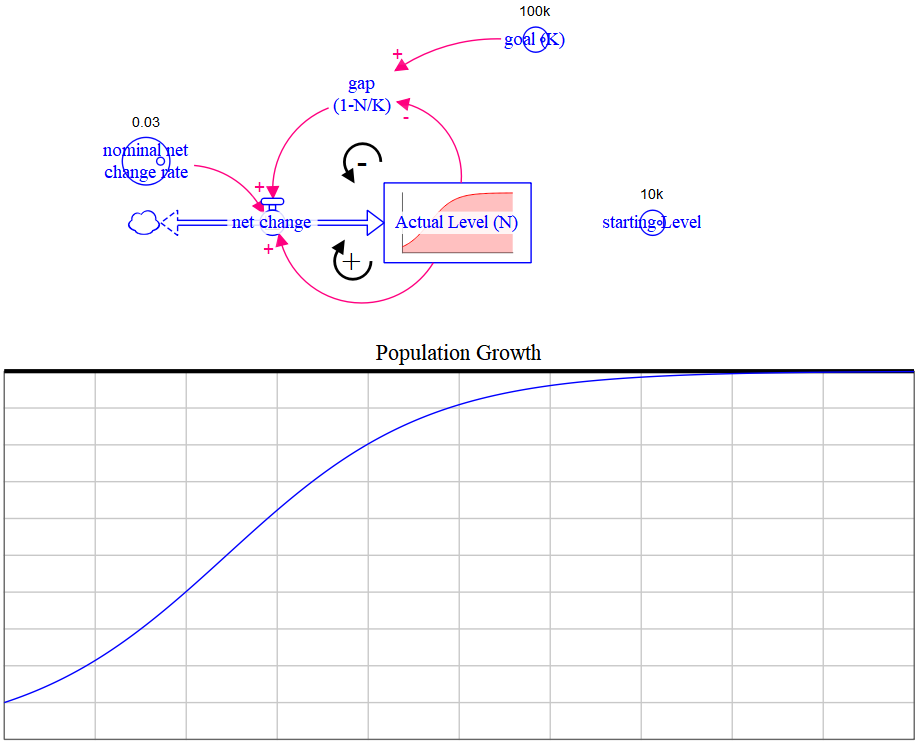 100k
goal (K)
+
gap
(1-N/K)
-
0.03
nominal net
change rate
-
+
10k
net change
Actual Level (N)
starting Level
+
+
Population Growth